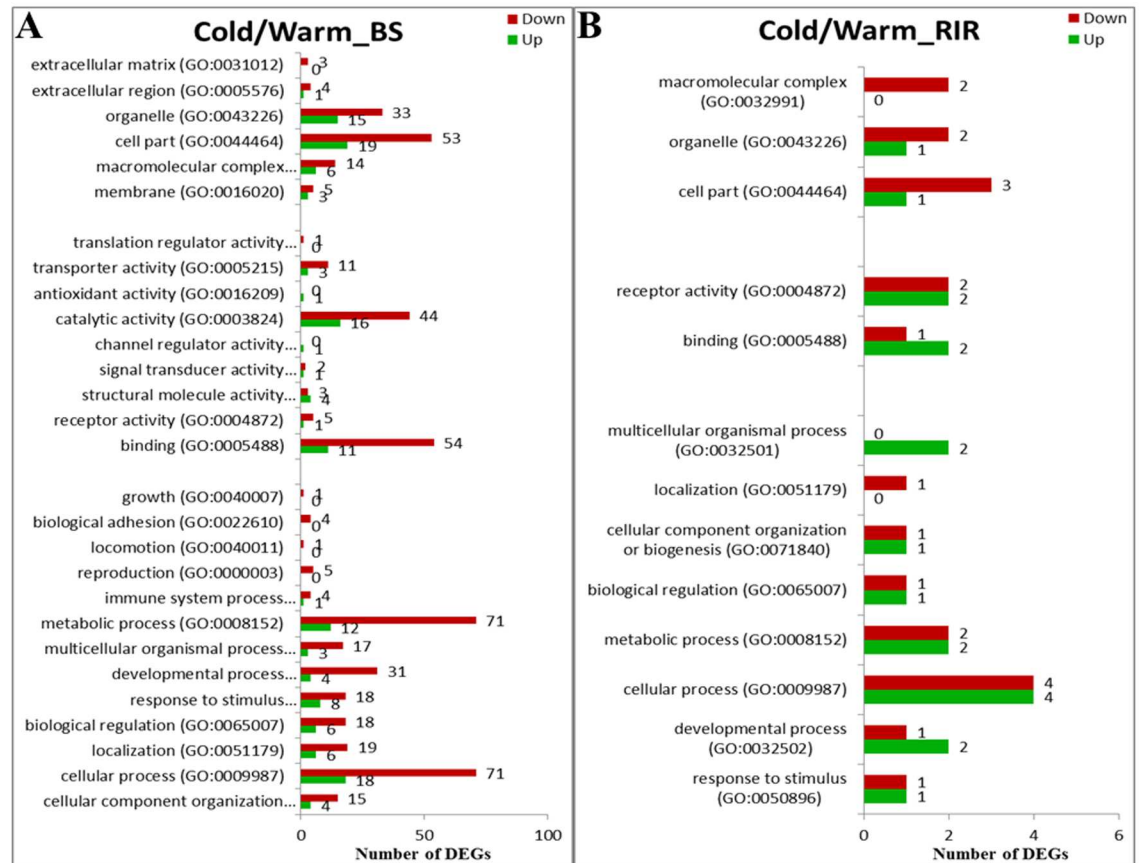 A
Cold/Warm_BS
Down
Up
extracellular matrix (GO:0031012) 3
0
extracellular region (GO:0005576) 4
1
organelle (GO:0043226) 33
15
cell part (GO:0044464) 53
19
macromolecular complex... 14
6
membrane (GO:0016020) 5
3
translation regulator activity... 1
0
transporter activity (GO:0005215) 11
3
antioxidant activity (GO:0016209) 0
1
catalytic activity (GO:0003824) 44
16
channel regulator activity... 0
1
signal transducer activity... 2
1
structural molecule activity... 3
4
receptor activity (GO:0004872) 5
1
binding (GO:0005488) 54
11
growth (GO:0040007) 1
0
biological adhesion (GO:0022610) 4
0
locomotion (GO:0040011) 1
0
reproduction (GO:0000003) 5
0
immune system process... 4
1
metabolic process (GO:0008152) 71
12
multicellular organismal process... 17
3
developmental process... 31
4
response to stimulus... 18
8
biological regulation (GO:0065007) 18
6
localization (GO:0051179) 19
6
cellular process (GO:0009987) 71
18
cellular component organization... 15
4
0 50 100
Number of DEGs
B
Cold/Warm_RIR
Down
Up
macromolecular complex
(GO:0032991)
2
0
organelle (GO:0043226)
2
1
cell part (GO:0044464)
3
1
receptor activity (GO:0004872)
2
2
binding (GO:0005488)
1
2
multicellular organismal process
(GO:0032501)
0
2
localization (GO:0051179)
1
0
cellular component organization
or biogenesis (GO:0071840)
1
1
biological regulation (GO:0065007)
1
1
metabolic process (GO:0008152)
2
2
cellular process (GO:0009987)
4
4
developmental process
(GO:0032502)
1
2
response to stimulus
(GO:0050896)
1
1
0 2 4 6
Number of DEGs